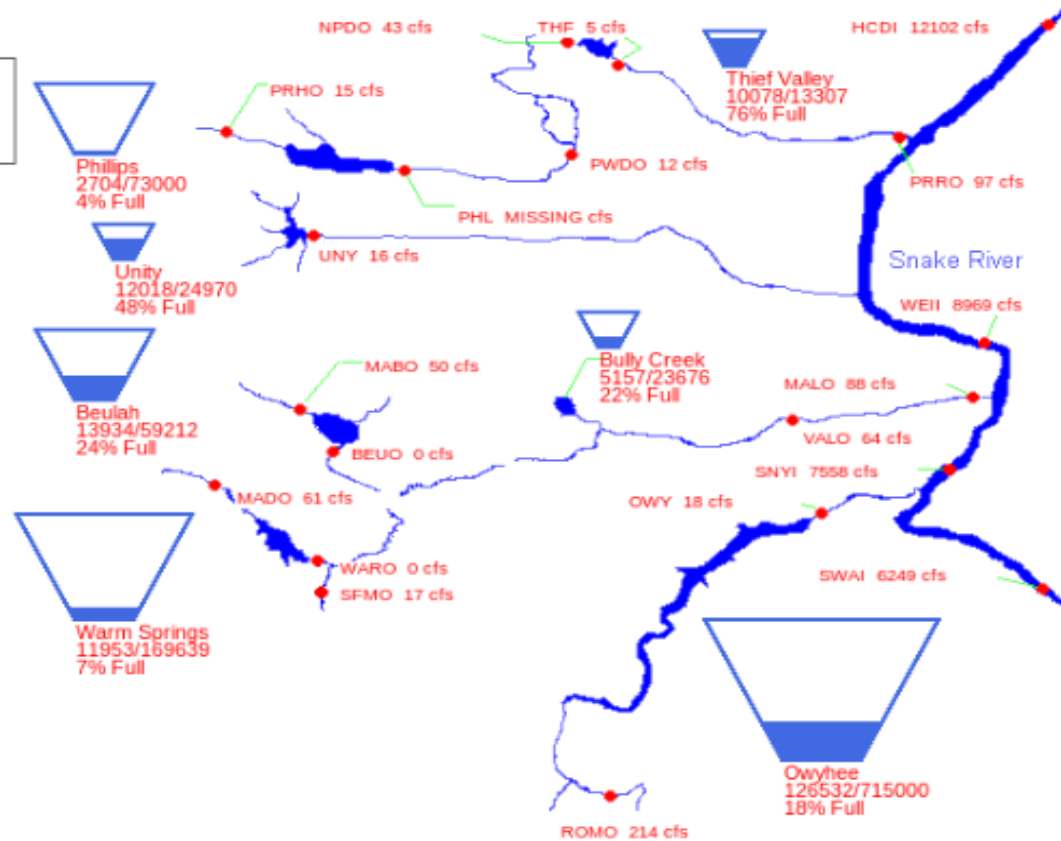 NPDO 43 cfs
THF 5 cfs
HCDI 12102 cfs
Thief Valley
10078/13307
76% Full
PRHO 15 cfs
Phillips
2704/73000
4% Full
PWDO 12 cfs
PRRO 97 cfs
PHL MISSING cfs
UNY 16 cfs
Unity
12018/24970
48% Full
Snake River
WEII 8969 cfs
Bully Creek
5157/23676
22% Full
MABO 50 cfs
MALO 88 cfs
Beulah
13934/59212
24% Full
VALO 64 cfs
BEUO 0 cfs
SNYI 7558 cfs
MADO 61 cfs
OWY 18 cfs
WARO 0 cfs
SWAI 6249 cfs
SFMO 17 cfs
Warm Springs
11953/169639
7% Full
Owyhee
126532/715000
18% Full
ROMO 214 cfs